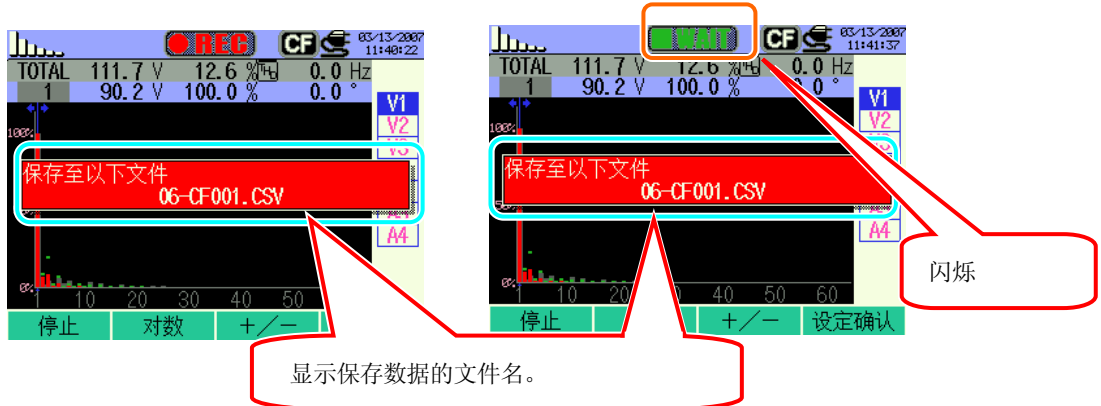 REC CF 03/13/2007
11:40:22
TOTAL 111.7 V 12.6 %THD 0.0 Hz
1 90.2 V 100.0 % 0.0 °
V1
V2
100%
保存至以下文件
06-CF001.CSV
A4
0%
1 10 20 30 40 50
停止 对数 +/-
WAIT CF 03/13/2007
11:41:37
TOTAL 111.7 V 12.6 % 0.0 Hz
1 90.2 V 100.0 % 0.0 °
V1
V2
100%
保存至以下文件
06-CF001.CSV
A4
0%
1 10 20 40 50 60
停止 +/- 设定确认
闪烁
显示保存数据的文件名。